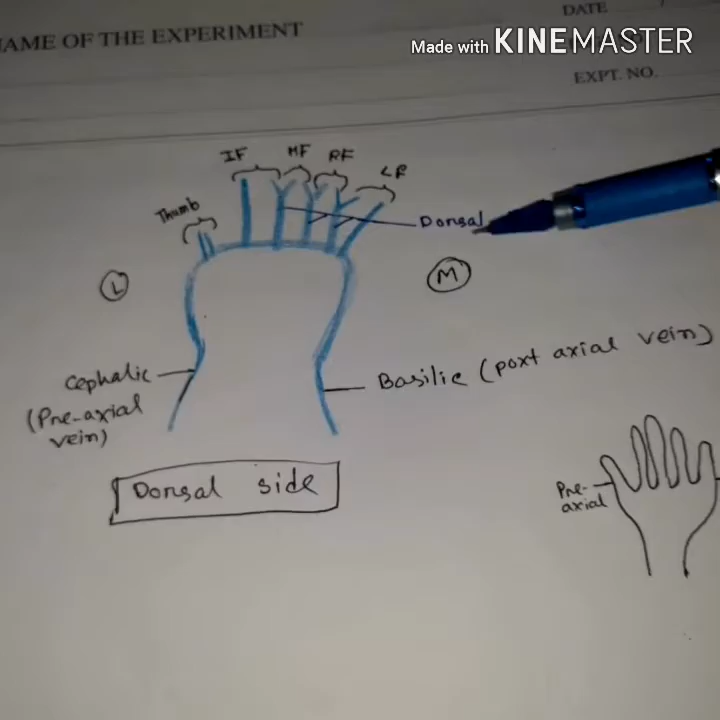 DATE
NAME OF THE EXPERIMENT
Made with KINEMASTER
EXPT. NO.
IF MF RF LF
Thumb
Dorsal
L
M
Cephalic
(Pre-axial
vein)
Basilic (post axial vein)
Dorsal side
Pre-
axial